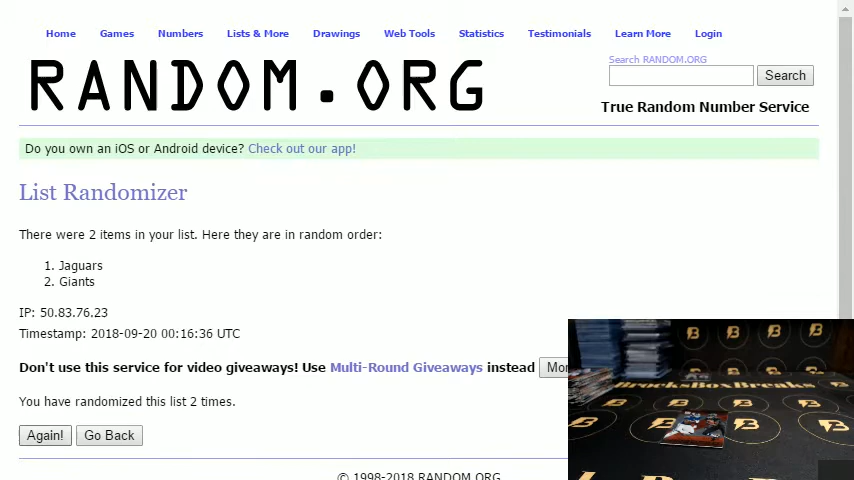 Home Games Numbers Lists & More Drawings Web Tools Statistics Testimonials Learn More Login
Search RANDOM.ORG
RANDOM.ORG
Search
True Random Number Service
Do you own an iOS or Android device? Check out our app!
List Randomizer
There were 2 items in your list. Here they are in random order:
1. Jaguars
2. Giants
IP: 50.83.76.23
Timestamp: 2018-09-20 00:16:36 UTC
Don't use this service for video giveaways! Use Multi-Round Giveaways instead
You have randomized this list 2 times.
BrocksBoxBreaks
Again! Go Back
© 1998-2018 RANDOM.ORG